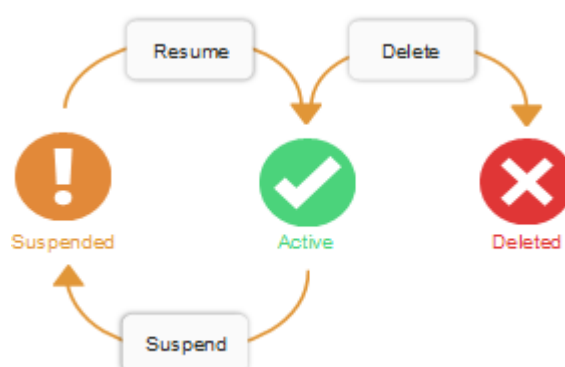 Resume
Delete
Suspended
Active
Deleted
Suspend